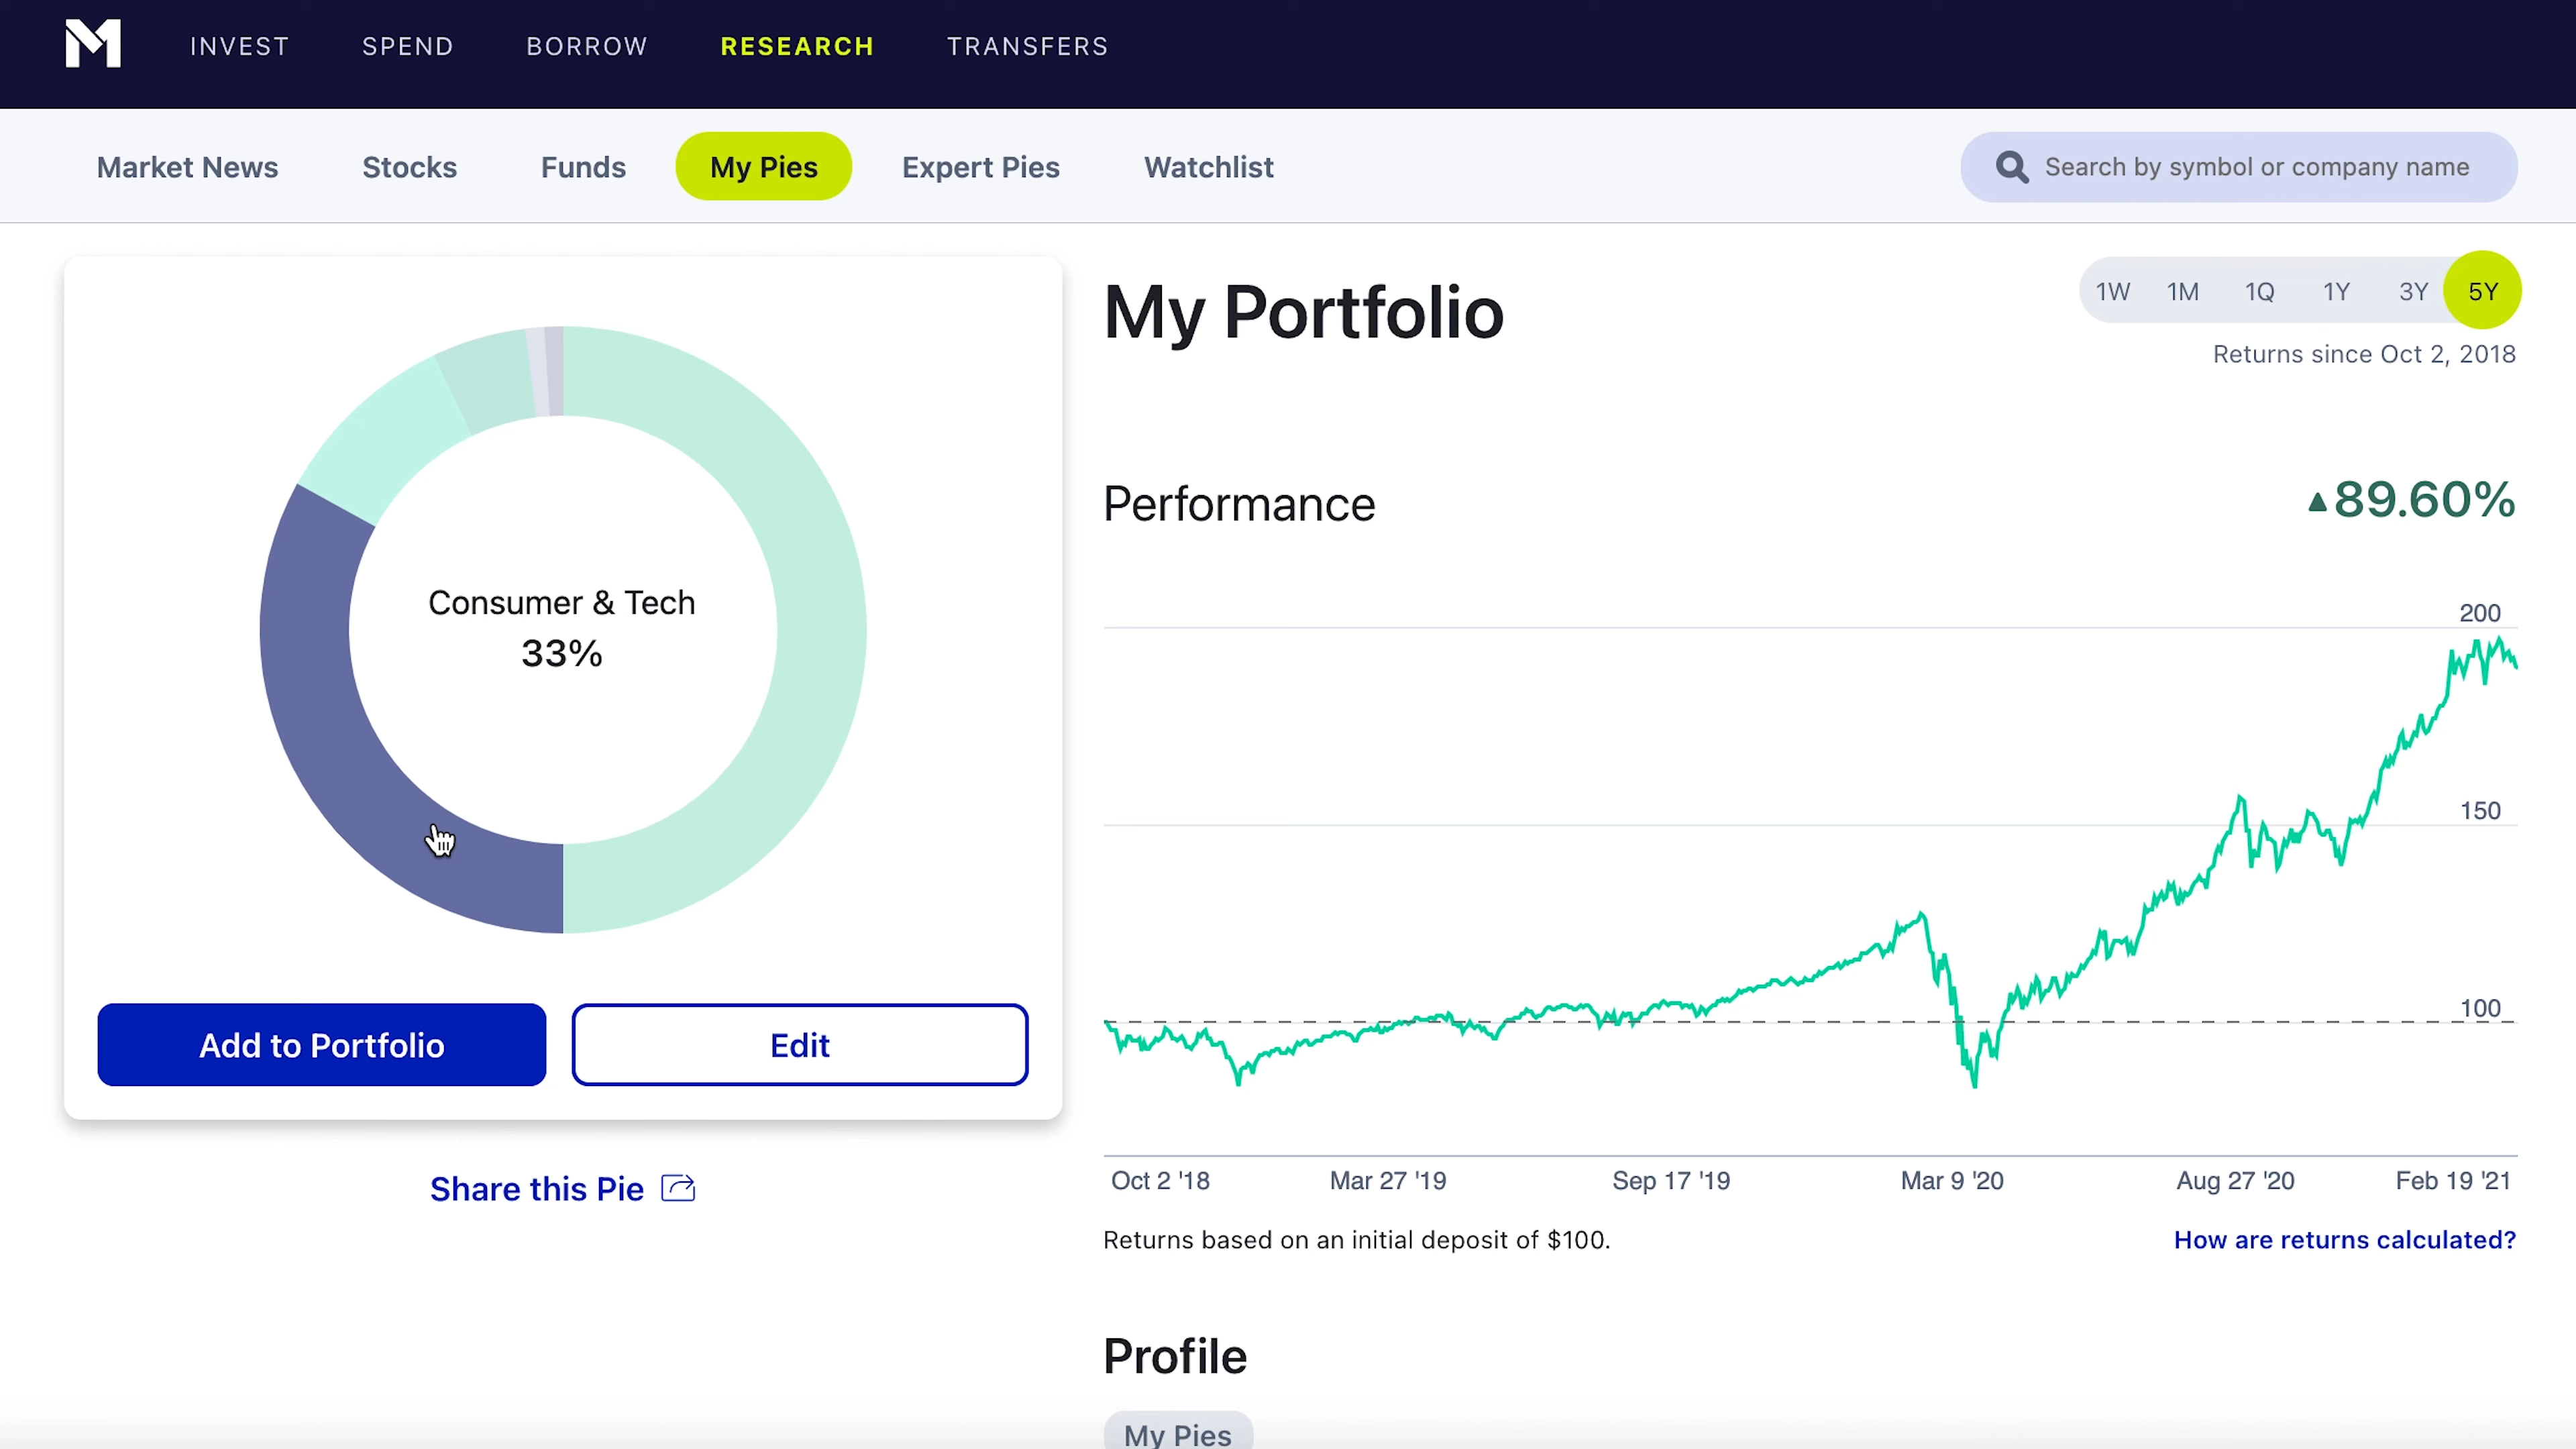 M
INVEST SPEND BORROW RESEARCH TRANSFERS
Market News Stocks Funds My Pies Expert Pies Watchlist Search by symbol or company name
Consumer & Tech
33%
Add to Portfolio Edit
Share this Pie
My Portfolio
1W 1M 1Q 1Y 3Y 5Y
Returns since Oct 2, 2018
Performance ▲89.60%
200
150
100
Oct 2 '18 Mar 27 '19 Sep 17 '19 Mar 9 '20 Aug 27 '20 Feb 19 '21
Returns based on an initial deposit of $100. How are returns calculated?
Profile
My Pies